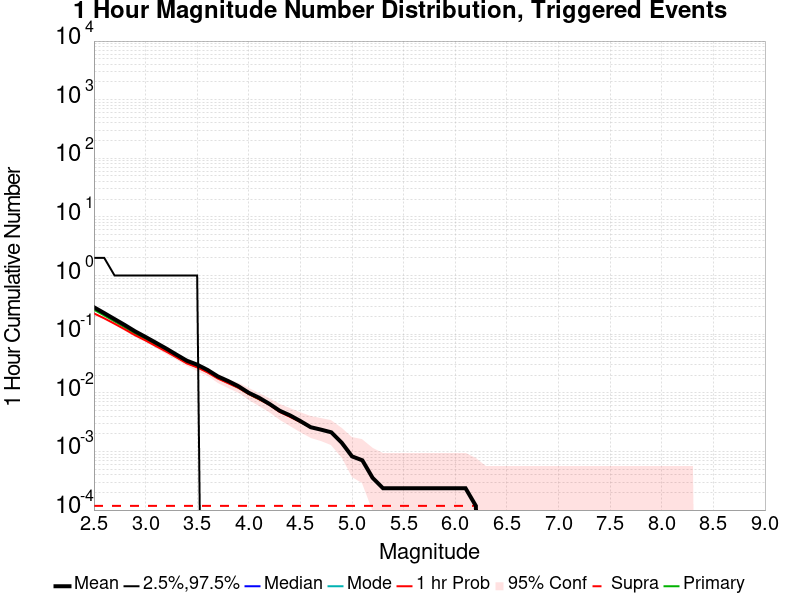 1 Hour Magnitude Number Distribution, Triggered Events
1 Hour Cumulative Number
10^4
10^3
10^2
10^1
10^0
10^-1
10^-2
10^-3
10^-4
2.5 3.0 3.5 4.0 4.5 5.0 5.5 6.0 6.5 7.0 7.5 8.0 8.5 9.0
Magnitude
Mean 2.5%,97.5% Median Mode 1 hr Prob 95% Conf Supra Primary